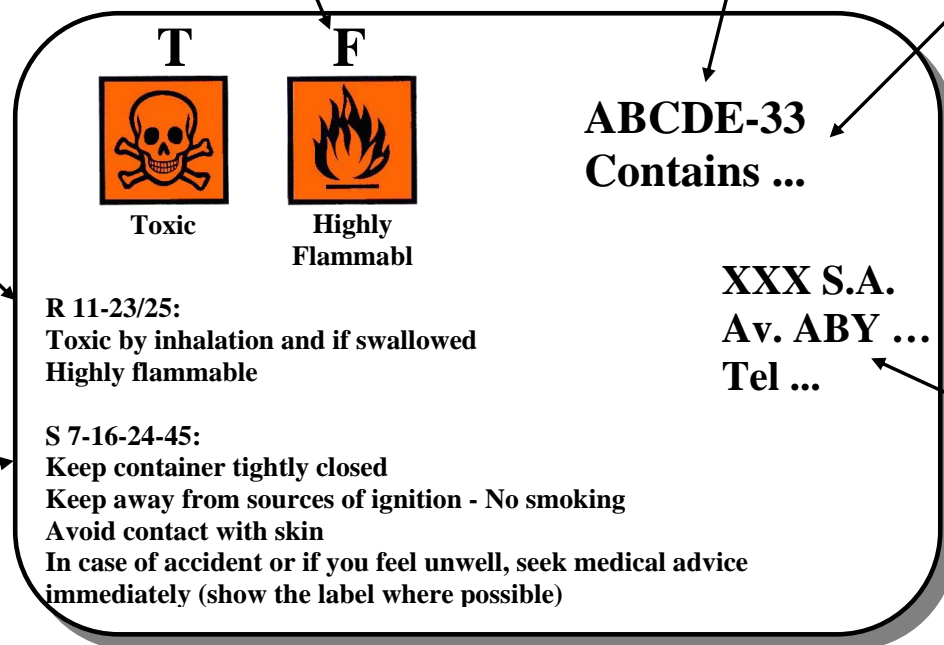 T
F
Toxic
Highly
Flammabl
ABCDE-33
Contains ...
XXX S.A.
Av. ABY ...
Tel ...
R 11-23/25:
Toxic by inhalation and if swallowed
Highly flammable
S 7-16-24-45:
Keep container tightly closed
Keep away from sources of ignition - No smoking
Avoid contact with skin
In case of accident or if you feel unwell, seek medical advice
immediately (show the label where possible)